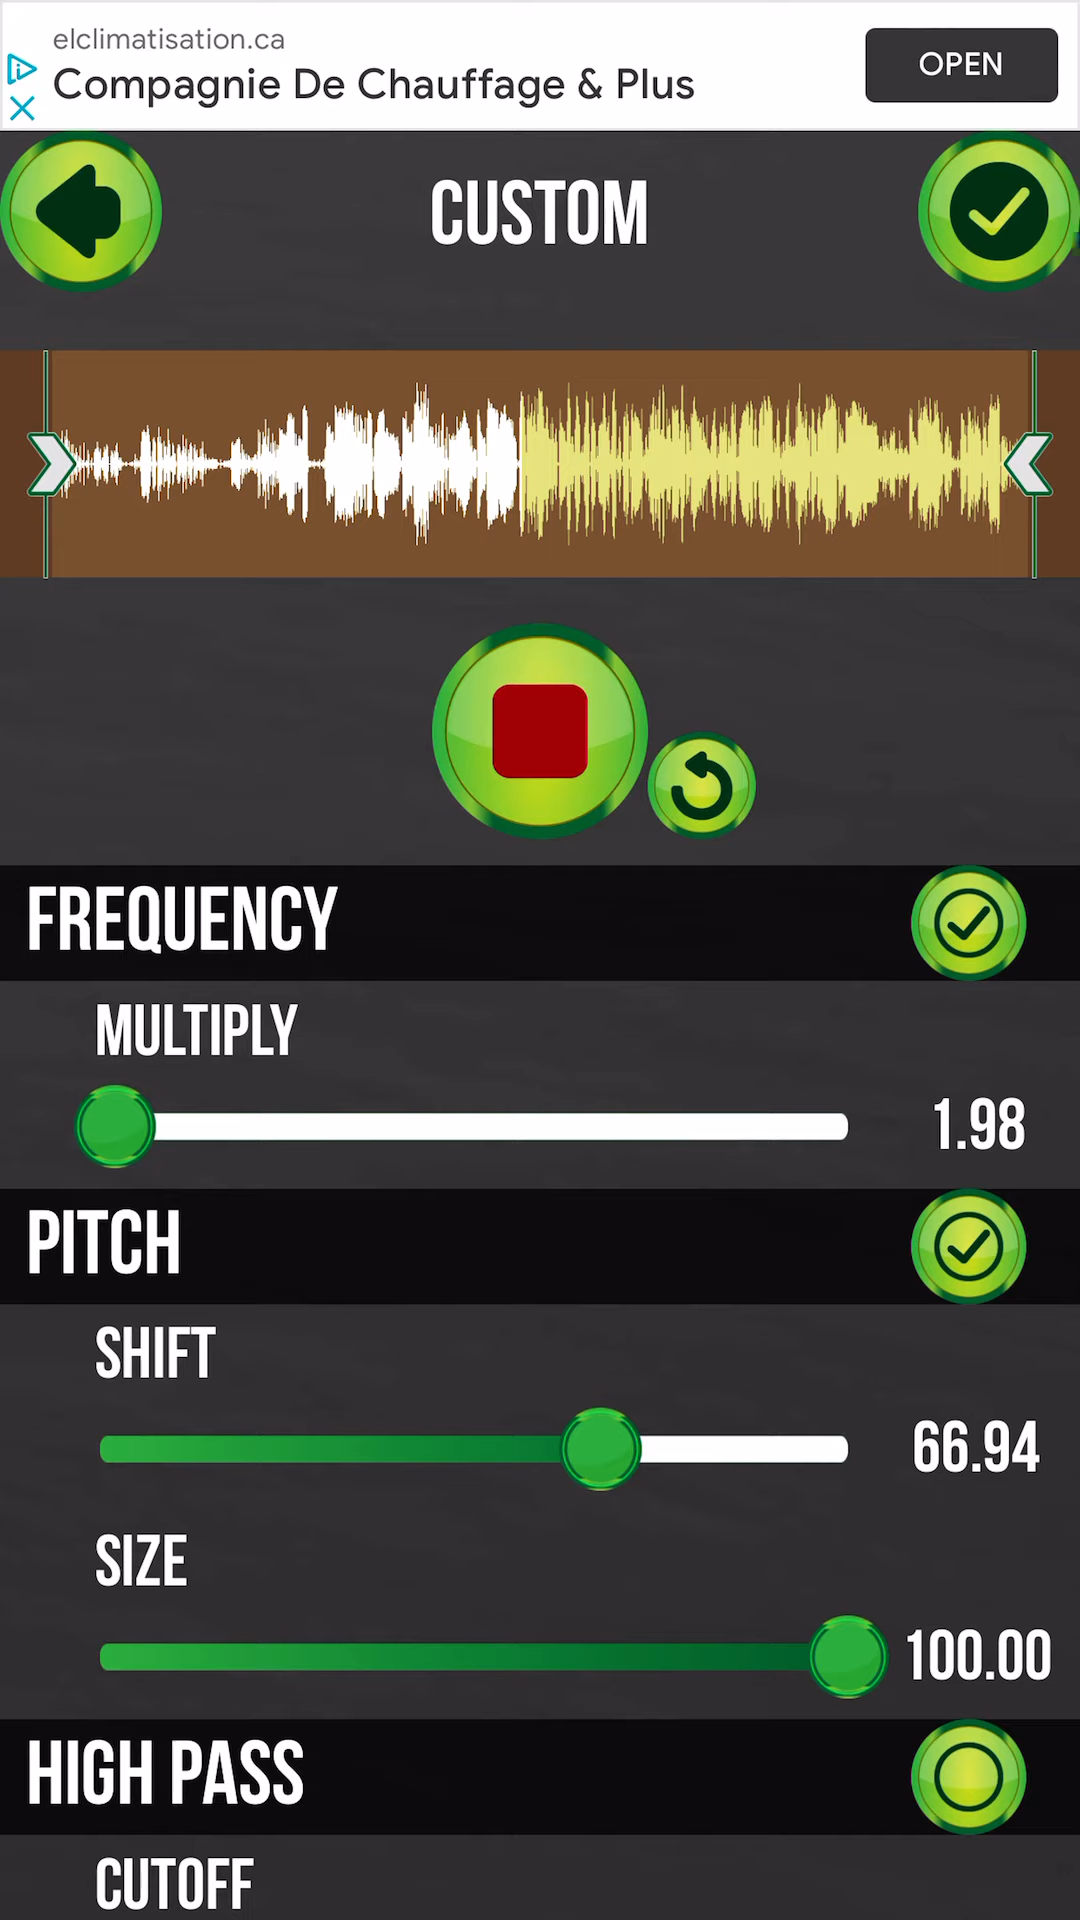 elclimatisation.ca
Compagnie De Chauffage & Plus
OPEN
CUSTOM
FREQUENCY
MULTIPLY
1.98
PITCH
SHIFT
66.94
SIZE
100.00
HIGH PASS
CUTOFF